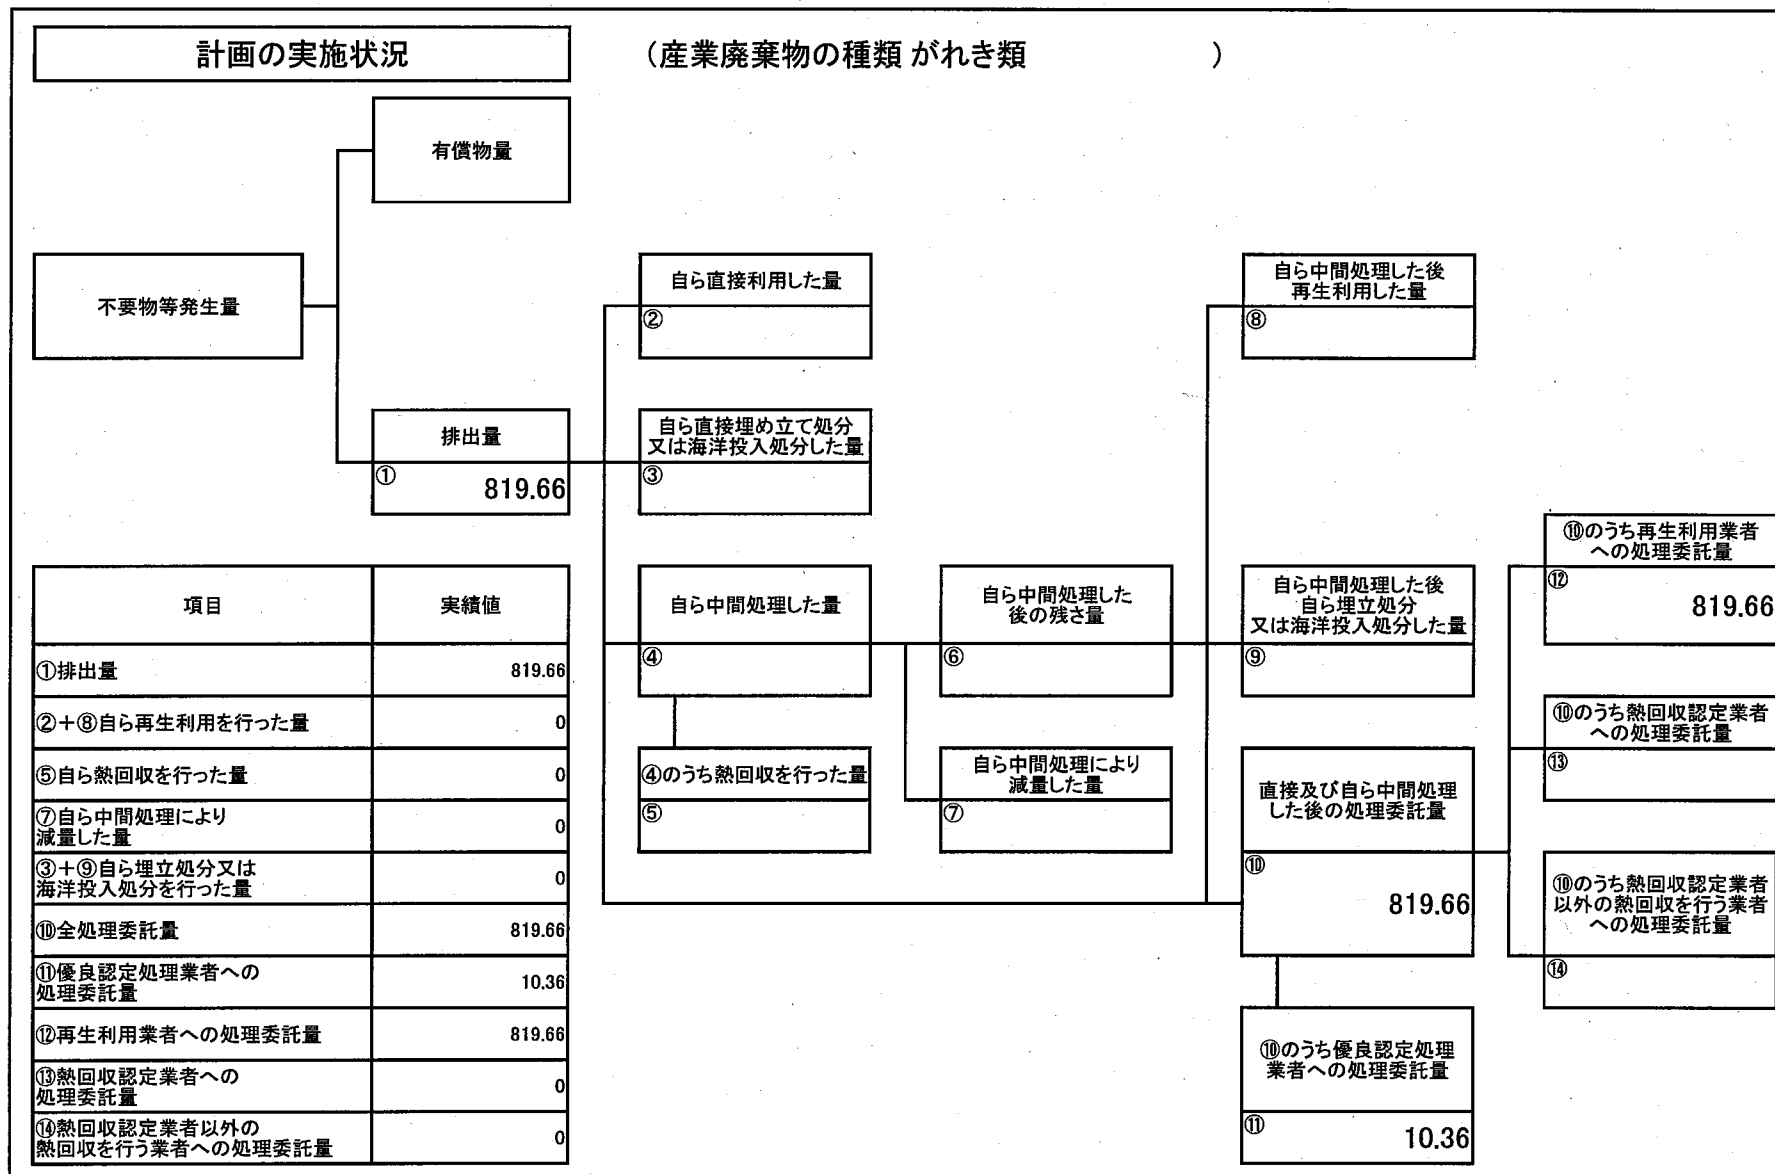 計画の実施状況
（産業廃棄物の種類 がれき類 ）
有償物量
不要物等発生量
自ら直接利用した量
②
自ら中間処理した後
再生利用した量
⑧
排出量
① 819.66
自ら直接埋め立て処分
又は海洋投入処分した量
③
⑩のうち再生利用業者
への処理委託量
⑫ 819.66
自ら中間処理した量
④
自ら中間処理した
後の残さ量
⑥
自ら中間処理した後
自ら埋立処分
又は海洋投入処分した量
⑨
⑩のうち熱回収認定業者
への処理委託量
⑬
④のうち熱回収を行った量
⑤
自ら中間処理により
減量した量
⑦
直接及び自ら中間処理
した後の処理委託量
⑩ 819.66
⑩のうち熱回収認定業者
以外の熱回収を行う業者
への処理委託量
⑭
⑩のうち優良認定処理
業者への処理委託量
⑪ 10.36
項目 実績値
①排出量 819.66
②＋⑧自ら再生利用を行った量 0
⑤自ら熱回収を行った量 0
⑦自ら中間処理により
減量した量 0
③＋⑨自ら埋立処分又は
海洋投入処分を行った量 0
⑩全処理委託量 819.66
⑪優良認定処理業者への
処理委託量 10.36
⑫再生利用業者への処理委託量 819.66
⑬熱回収認定業者への
処理委託量 0
⑭熱回収認定業者以外の
熱回収を行う業者への処理委託量 0